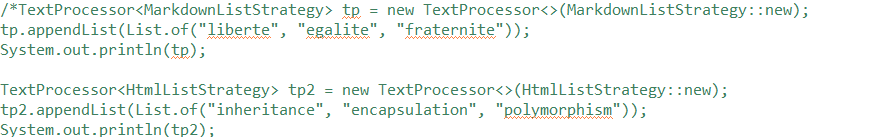 /*TextProcessor<MarkdownListStrategy> tp = new TextProcessor<>(MarkdownListStrategy::new);
tp.appendList(List.of("liberte", "egalite", "fraternite"));
System.out.println(tp);
TextProcessor<HtmlListStrategy> tp2 = new TextProcessor<>(HtmlListStrategy::new);
tp2.appendList(List.of("inheritance", "encapsulation", "polymorphism"));
System.out.println(tp2);